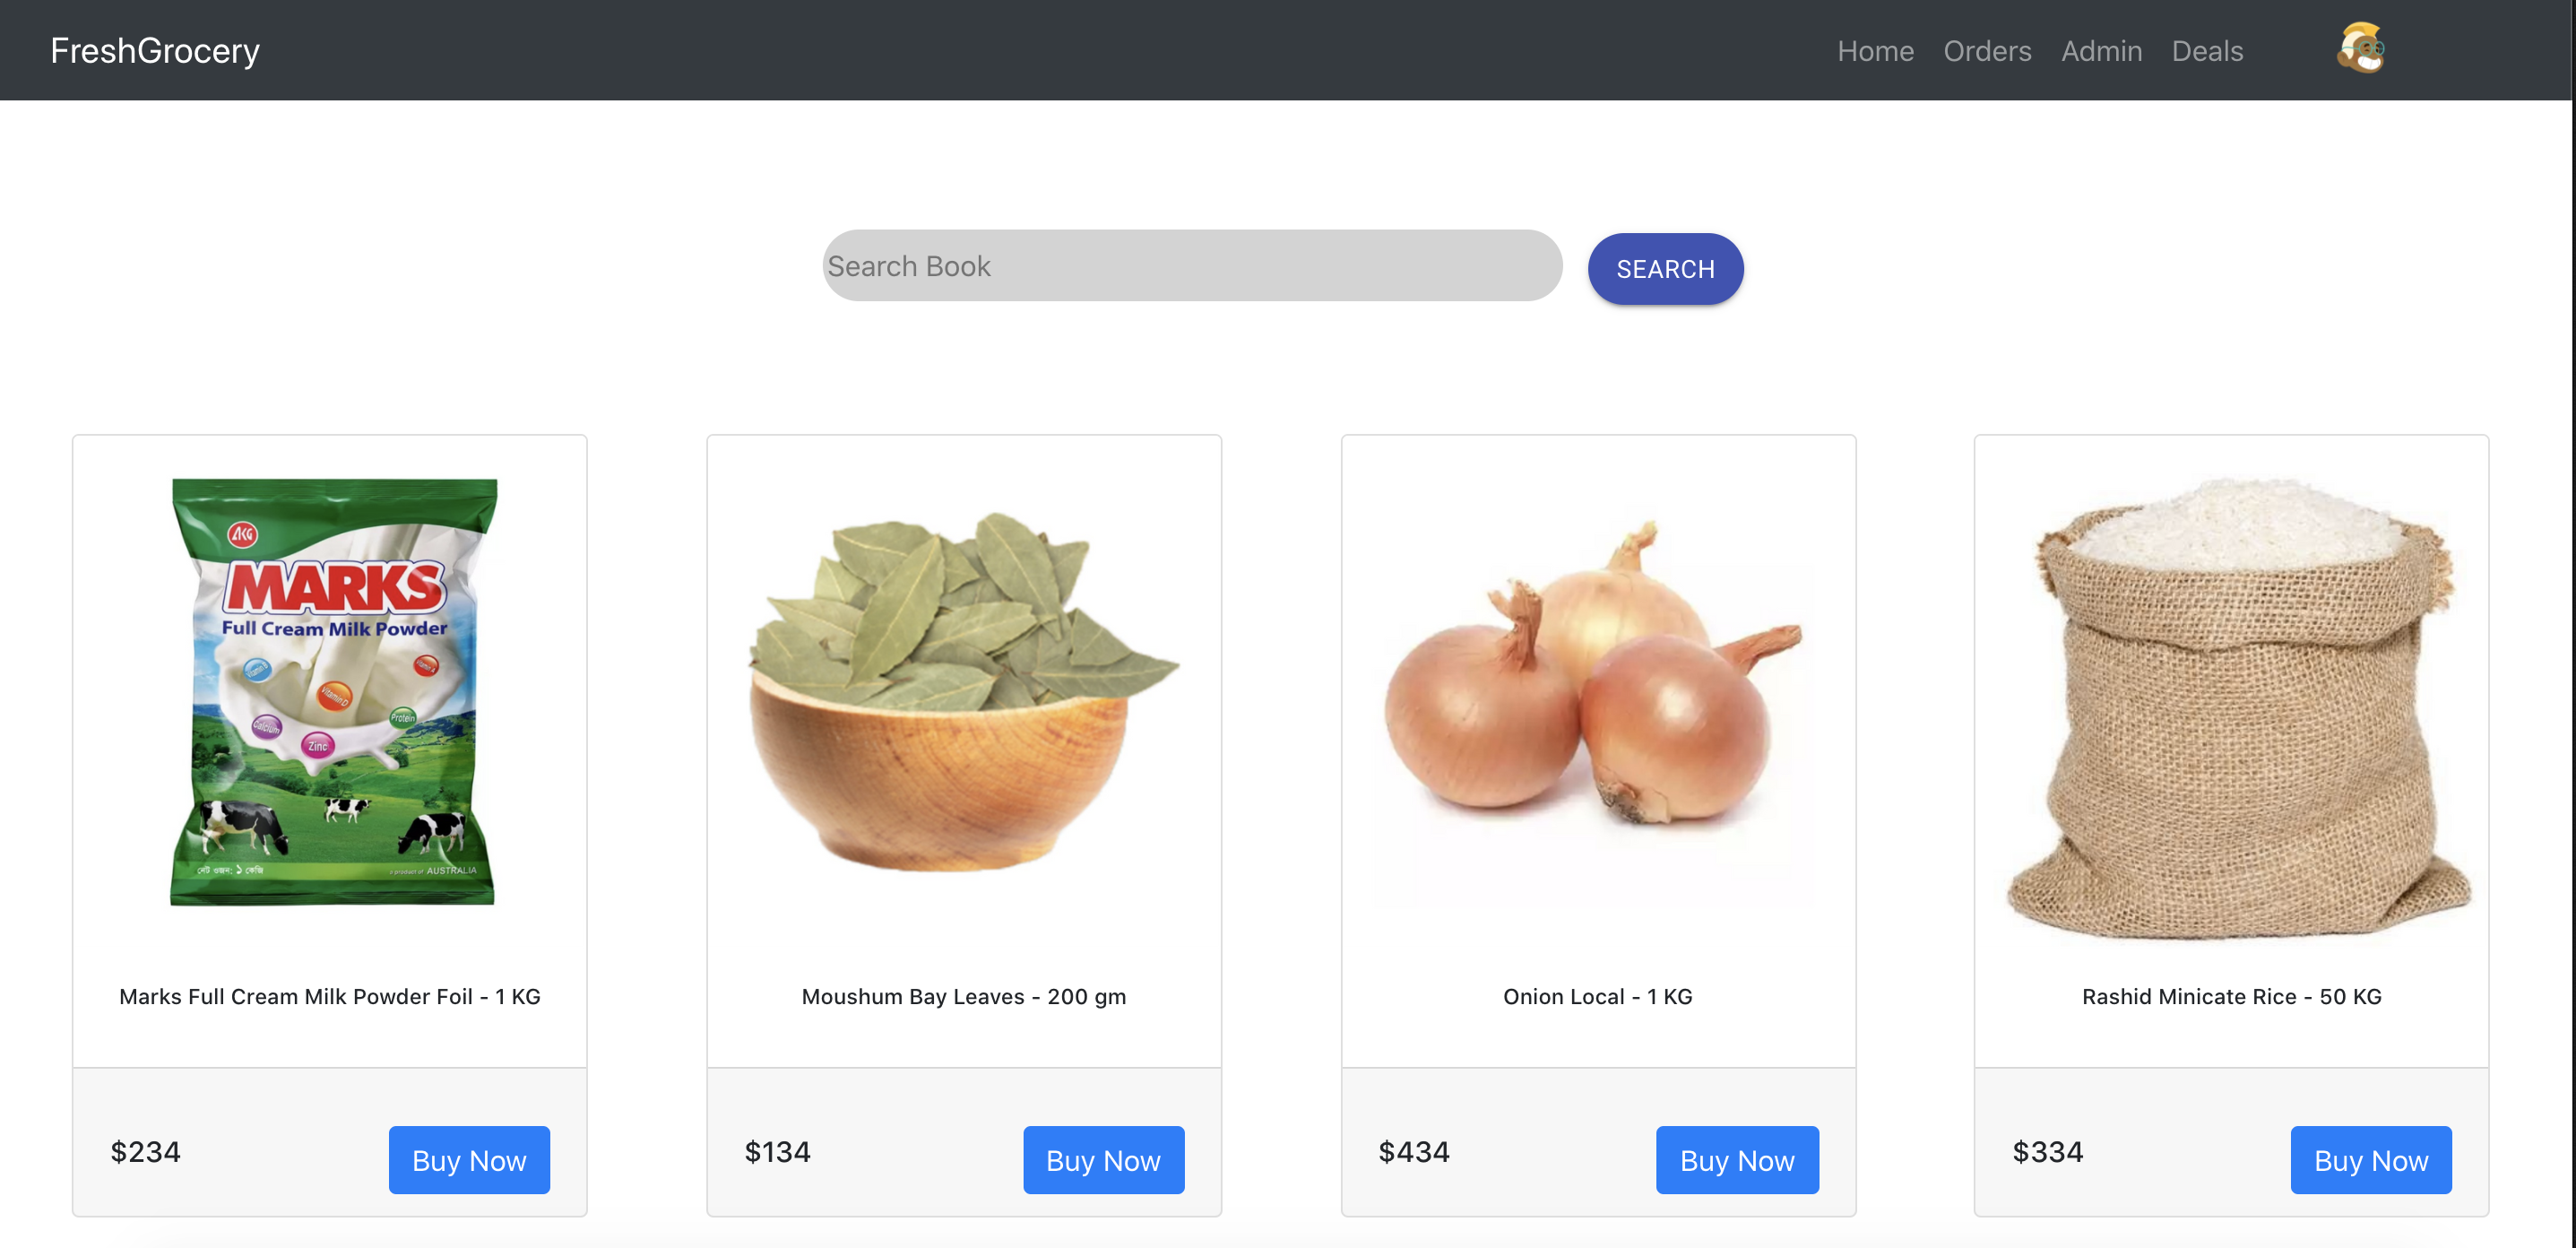 FreshGrocery
Home Orders Admin Deals
Search Book
SEARCH
AKG
MARKS
Full Cream Milk Powder
Vitamin D
Calcium
Protein
Zinc
নেট ওজন: ১ কেজি
a product of AUSTRALIA
Marks Full Cream Milk Powder Foil - 1 KG
Moushum Bay Leaves - 200 gm
Onion Local - 1 KG
Rashid Minicate Rice - 50 KG
$234
Buy Now
$134
Buy Now
$434
Buy Now
$334
Buy Now